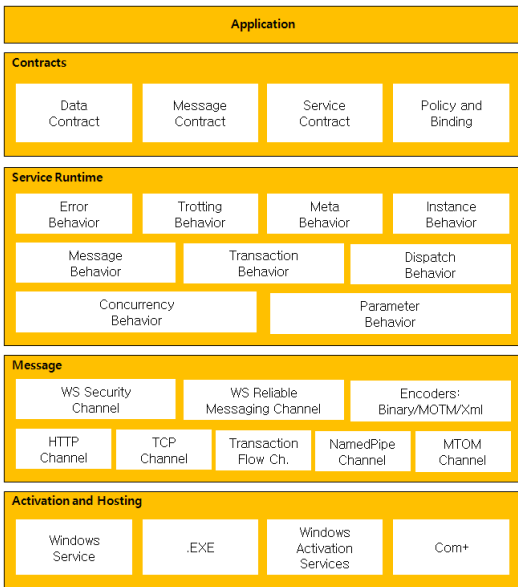 Application
Contracts
Data
Contract
Message
Contract
Service
Contract
Policy and
Binding
Service Runtime
Error
Behavior
Trotting
Behavior
Meta
Behavior
Instance
Behavior
Message
Behavior
Transaction
Behavior
Dispatch
Behavior
Concurrency
Behavior
Parameter
Behavior
Message
WS Security
Channel
WS Reliable
Messaging Channel
Encoders:
Binary/MOTM/Xml
HTTP
Channel
TCP
Channel
Transaction
Flow Ch.
NamedPipe
Channel
MTOM
Channel
Activation and Hosting
Windows
Service
.EXE
Windows
Activation
Services
Com+